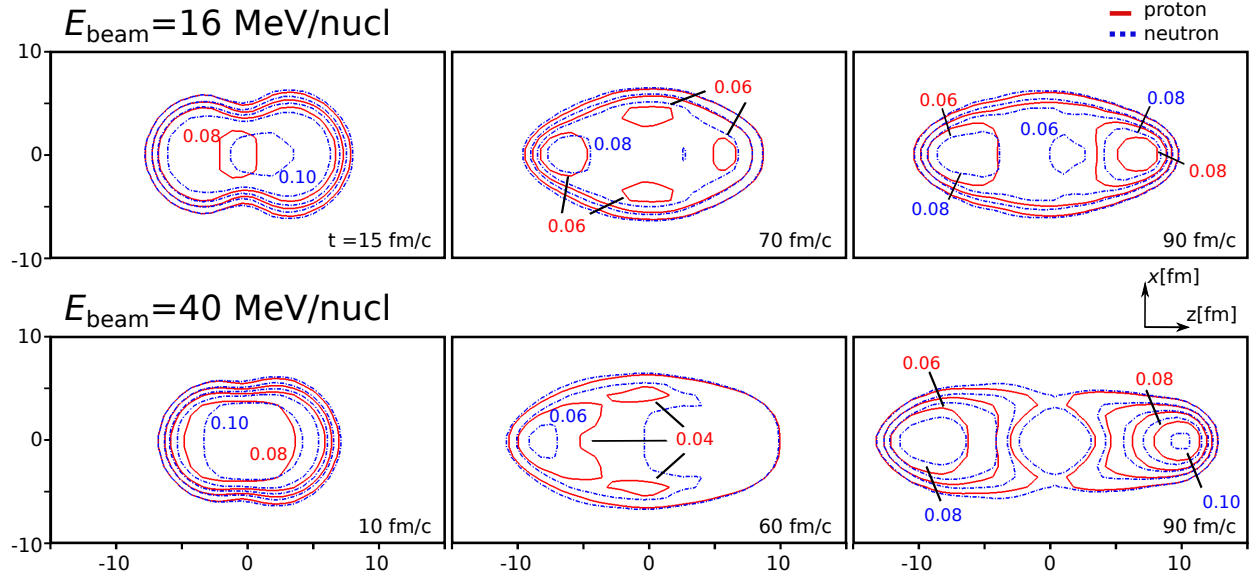 E_beam=16 MeV/nucl
proton
neutron
10
0
-10
0.08
0.10
t =15 fm/c
0.06
0.08
0.06
70 fm/c
0.06
0.08
0.06
0.08
0.08
90 fm/c
x[fm]
z[fm]
E_beam=40 MeV/nucl
10
0
-10
0.10
0.08
10 fm/c
0.06
0.04
60 fm/c
0.06
0.08
0.08
0.10
90 fm/c
-10 0 10 -10 0 10 -10 0 10